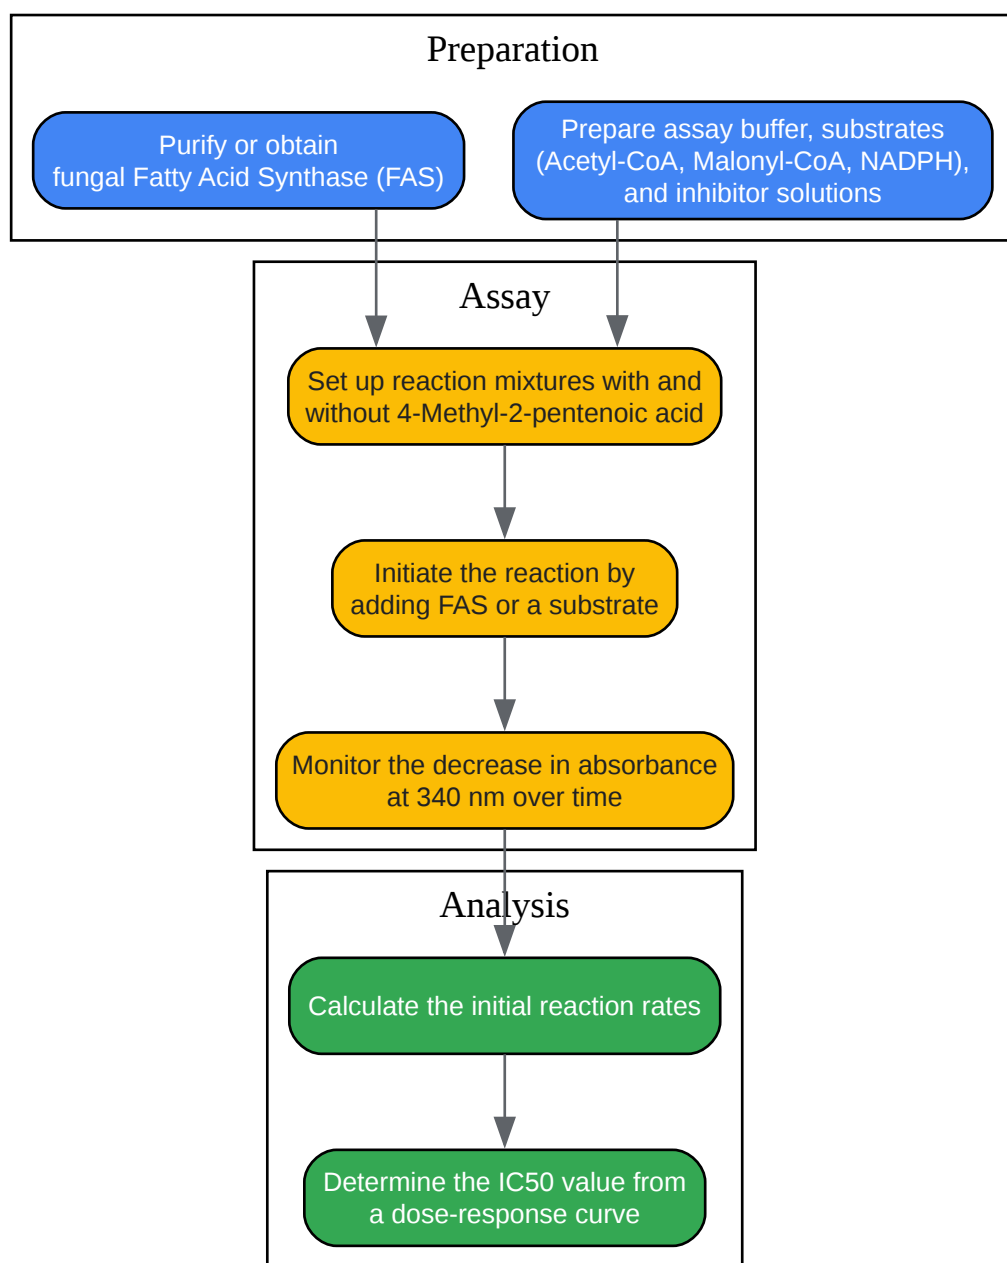 Preparation
Purify or obtain
fungal Fatty Acid Synthase (FAS)
Prepare assay buffer, substrates
(Acetyl-CoA, Malonyl-CoA, NADPH),
and inhibitor solutions
Assay
Set up reaction mixtures with and
without 4-Methyl-2-pentenoic acid
Initiate the reaction by
adding FAS or a substrate
Monitor the decrease in absorbance
at 340 nm over time
Analysis
Calculate the initial reaction rates
Determine the IC50 value from
a dose-response curve